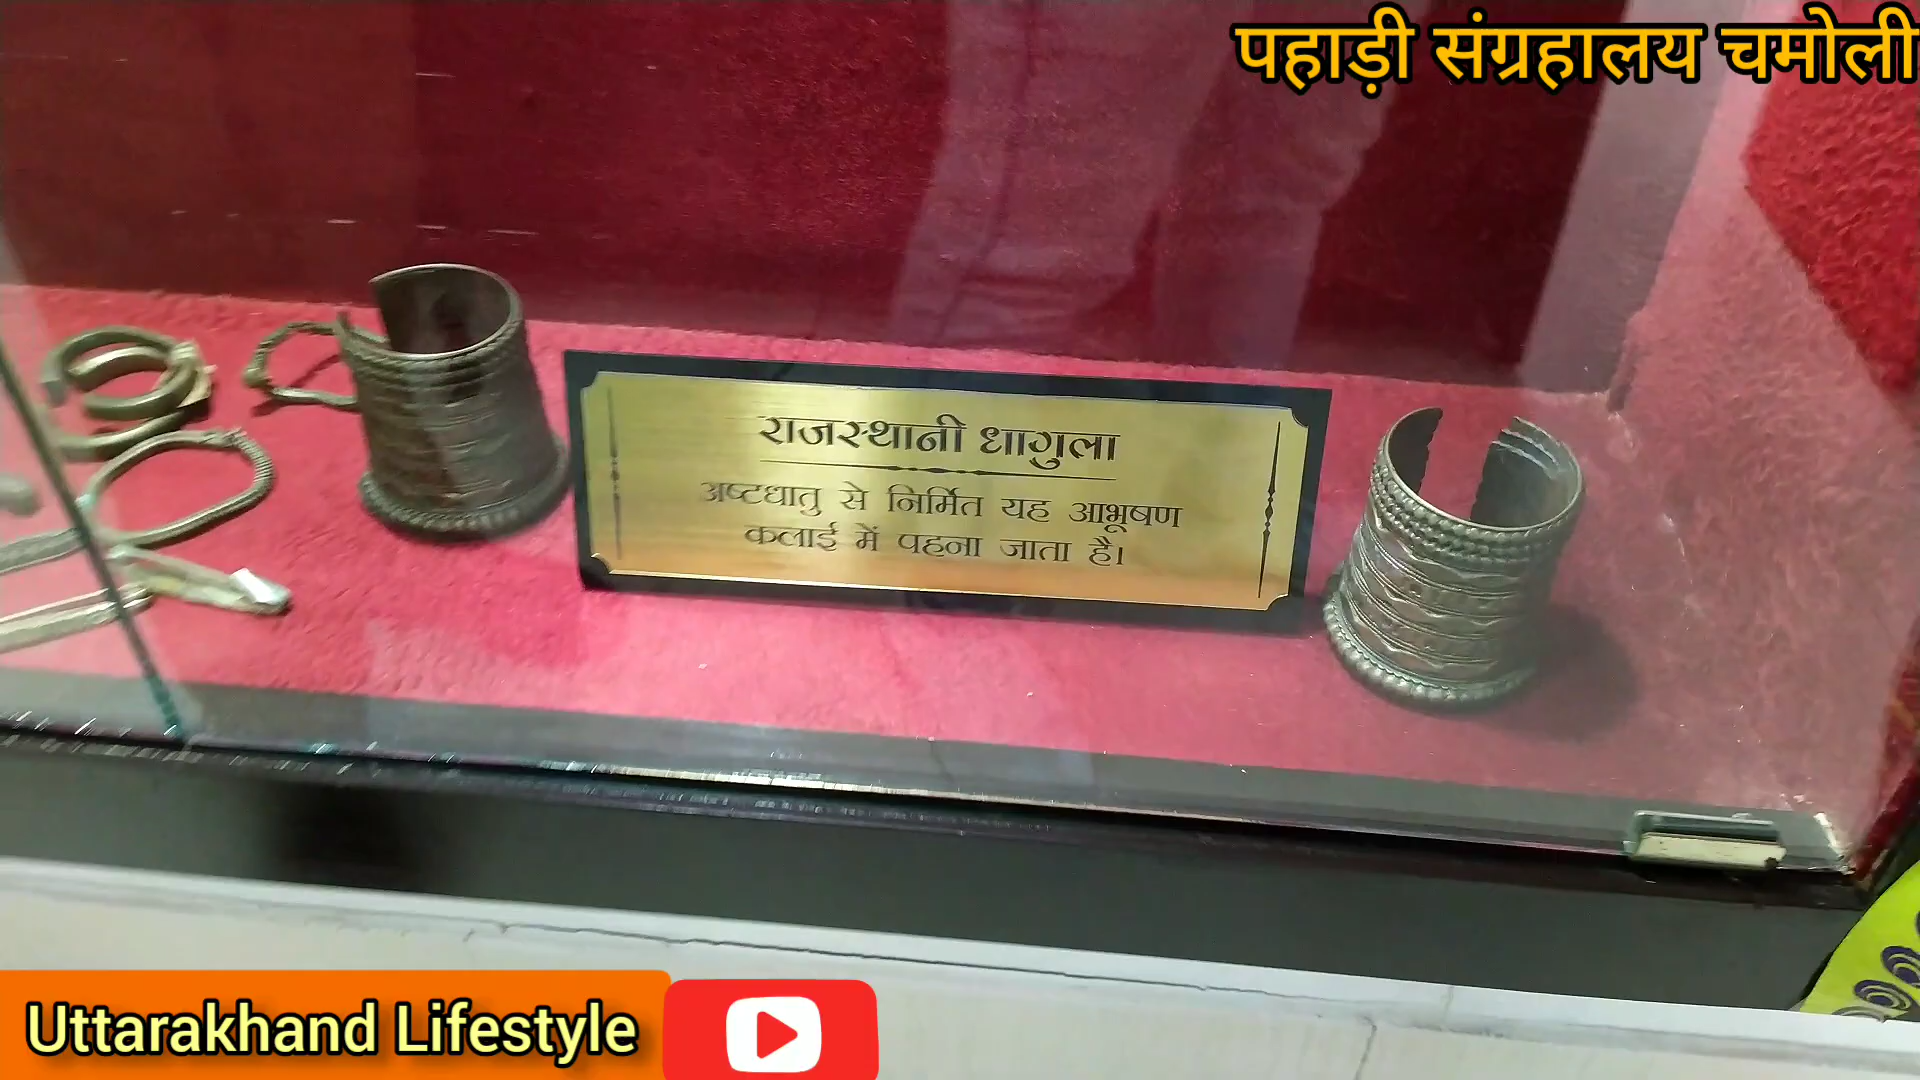 पहाड़ी संग्रहालय चमोली
राजस्थानी धागुला
अष्टधातु से निर्मित यह आभूषण
कलाई में पहना जाता है।
Uttarakhand Lifestyle